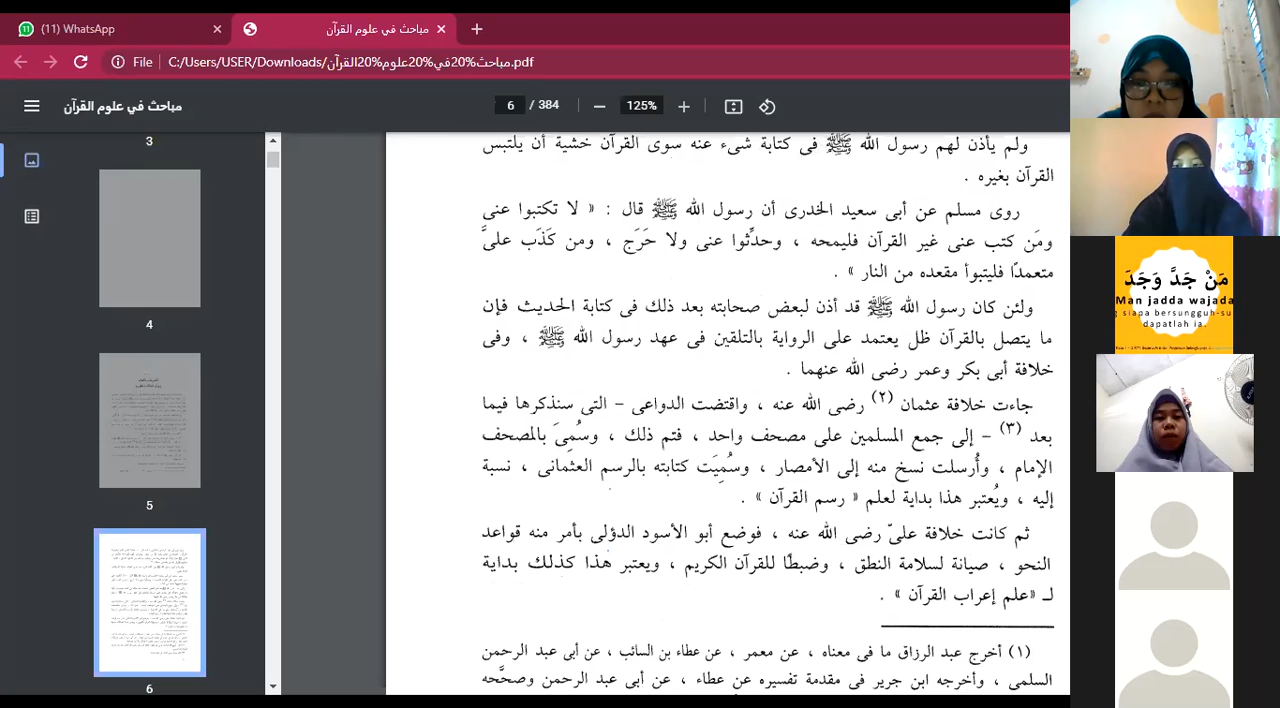 (11) WhatsApp
مباحث في علوم القرآن
File
C:/Users/USER/Downloads/مباحث%20في%20علوم%20القرآن.pdf
مباحث في علوم القرآن
6 / 384
125%
3
4
5
6
ولم يأذن لهم رسول الله ﷺ فى كتابة شىء عنه سوى القرآن خشية أن يلتبس
القرآن بغيره .
روى مسلم عن أبى سعيد الخدرى أن رسول الله ﷺ قال : « لا تكتبوا عنى
ومَن كتب عنى غير القرآن فليمحه ، وحدِّثوا عنى ولا حَرَج ، ومن كَذَب علىَّ
متعمدًا فليتبوأ مقعده من النار » .
ولئن كان رسول الله ﷺ قد أذن لبعض صحابته بعد ذلك فى كتابة الحديث فإن
ما يتصل بالقرآن ظل يعتمد على الرواية بالتلقين فى عهد رسول الله ﷺ ، وفى
خلافة أبى بكر وعمر رضى الله عنهما .
جاءت خلافة عثمان (٢) رضى الله عنه ، واقتضت الدواعى – التى سنذكرها فيما
بعد (٣) – إلى جمع المسلمين على مصحف واحد ، فتم ذلك ، وسُمِىَ بالمصحف
الإمام ، وأُرسلت نسخ منه إلى الأمصار ، وسُمِيَت كتابته بالرسم العثمانى ، نسبة
إليه ، ويُعتبر هذا بداية لعلم « رسم القرآن » .
ثم كانت خلافة علىّ رضى الله عنه ، فوضع أبو الأسود الدؤلى بأمر منه قواعد
النحو ، صيانة لسلامة النطق ، وضبطًا للقرآن الكريم ، ويعتبر هذا كذلك بداية
لـ «علم إعراب القرآن » .
(١) أخرج عبد الرزاق ما فى معناه ، عن معمر ، عن عطاء بن السائب ، عن أبى عبد الرحمن
السلمى ، وأخرجه ابن جرير فى مقدمة تفسيره عن عطاء ، عن أبى عبد الرحمن وصحَّحه
مَنْ جَدَّ وَجَدَ
Man jadda wajada
siapa bersungguh-su
dapatlah ia.